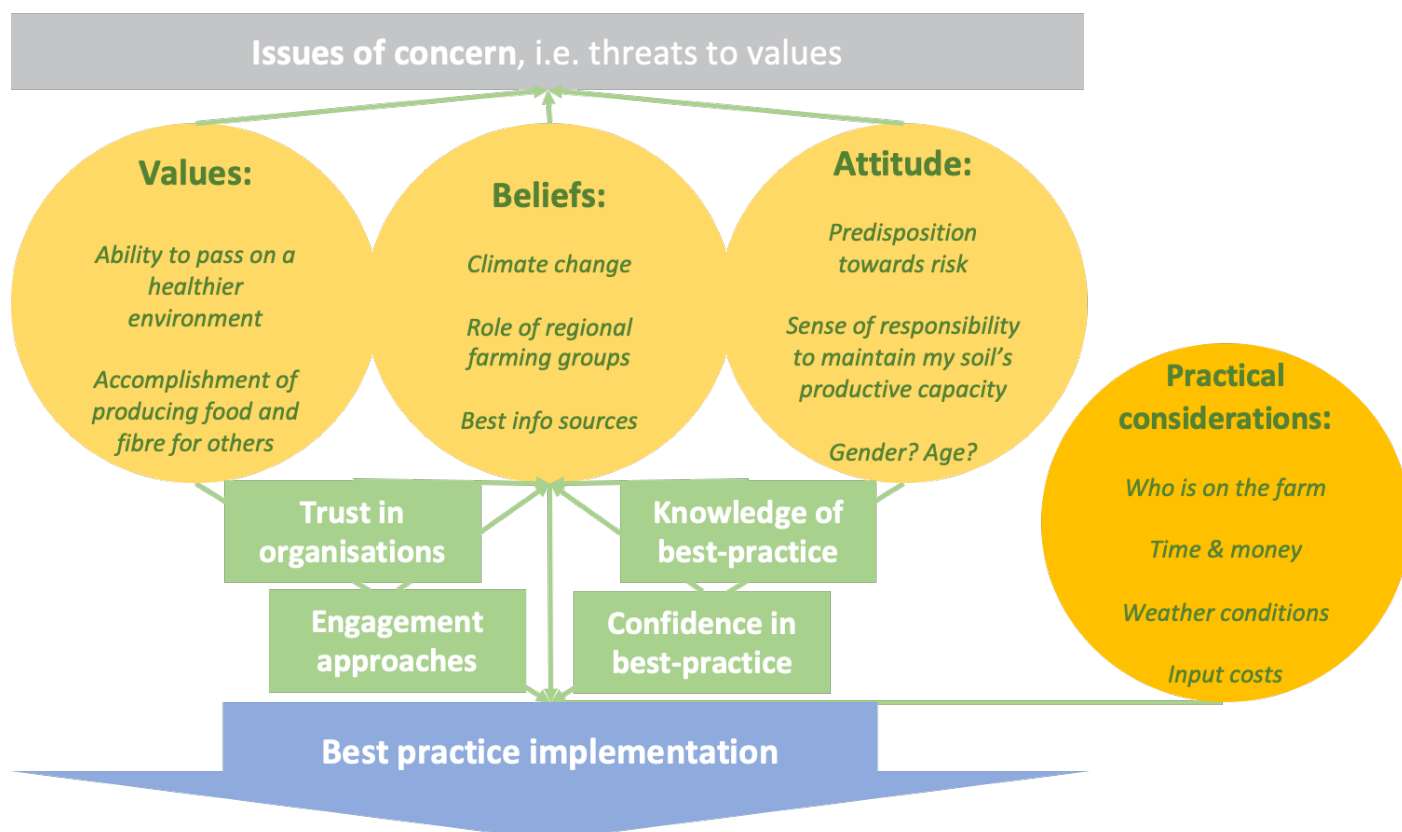 Issues of concern, i.e. threats to values
Values:
Ability to pass on a
healthier
environment
Accomplishment of
producing food and
fibre for others
Beliefs:
Climate change
Role of regional
farming groups
Best info sources
Attitude:
Predisposition
towards risk
Sense of responsibility
to maintain my soil's
productive capacity
Gender? Age?
Practical
considerations:
Who is on the farm
Time & money
Weather conditions
Input costs
Trust in
organisations
Knowledge of
best-practice
Engagement
approaches
Confidence in
best-practice
Best practice implementation